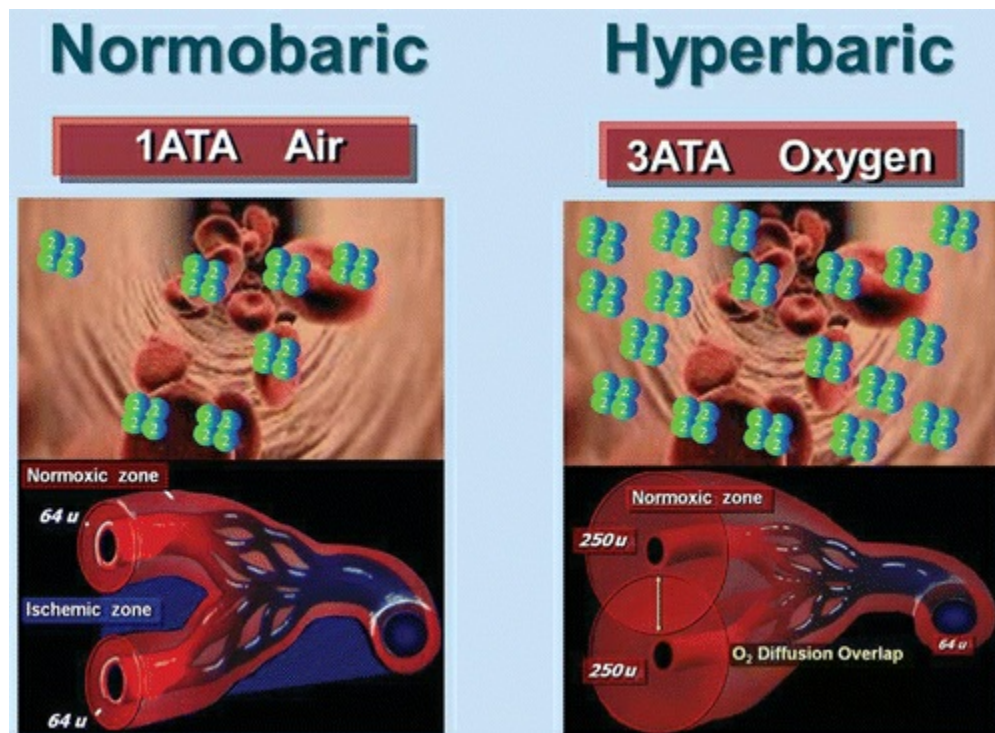 Normobaric
1ATA Air
Normoxic zone
64 u
Ischemic zone
64 u
Hyperbaric
3ATA Oxygen
Normoxic zone
250u
250u
O₂ Diffusion Overlap
64 u